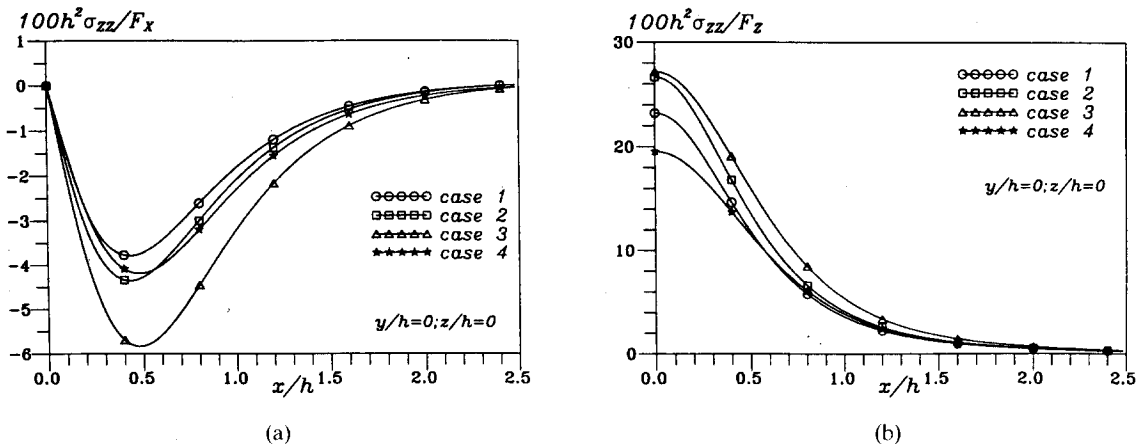 100h²σzz/Fx
1
0
-1
-2
-3
-4
-5
-6
0.0 0.5 1.0 1.5 2.0 2.5
x/h
case 1
case 2
case 3
case 4
y/h=0;z/h=0
(a)
100h²σzz/Fz
30
20
10
0
0.0 0.5 1.0 1.5 2.0 2.5
x/h
case 1
case 2
case 3
case 4
y/h=0;z/h=0
(b)